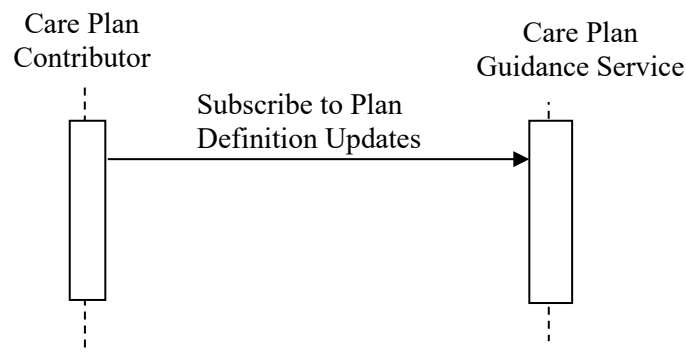 Care Plan
Contributor
Care Plan
Guidance Service
Subscribe to Plan
Definition Updates